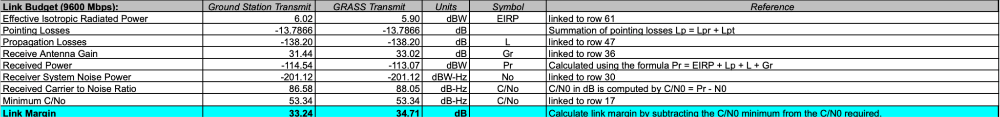 Link Budget (9600 Mbps): Ground Station Transmit GRASS Transmit Units Symbol Reference
Effective Isotropic Radiated Power 6.02 5.90 dBW EIRP linked to row 61
Pointing Losses -13.7866 -13.7866 dB Summation of pointing losses Lp = Lpr + Lpt
Propagation Losses -138.20 -138.20 dB L linked to row 47
Receive Antenna Gain 31.44 33.02 dB Gr linked to row 36
Received Power -114.54 -113.07 dBW Pr Calculated using the formula Pr = EIRP + Lp + L + Gr
Receiver System Noise Power -201.12 -201.12 dBW-Hz No linked to row 30
Received Carrier to Noise Ratio 86.58 88.05 dB-Hz C/No C/N0 in dB is computed by C/N0 = Pr - N0
Minimum C/No 53.34 53.34 dB-Hz C/No linked to row 17
Link Margin 33.24 34.71 dB Calculate link margin by subtracting the C/N0 minimum from the C/N0 required.